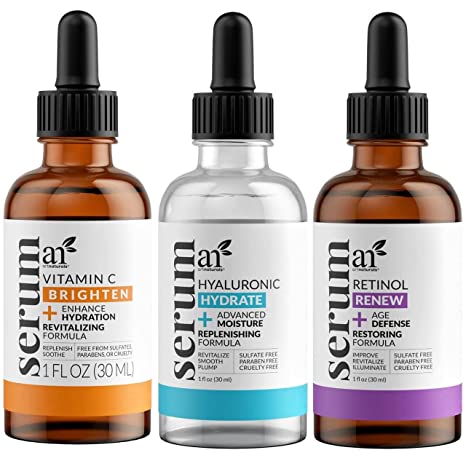 serum
an
artnaturals®
VITAMIN C
BRIGHTEN
+ ENHANCE
HYDRATION
REVITALIZING
FORMULA
REPLENISH
SOOTHE
FREE FROM SULFATES,
PARABENS, OR CRUELTY
1 FL OZ (30 ML)
serum
an
artnaturals®
HYALURONIC
HYDRATE
+ ADVANCED
MOISTURE
REPLENISHING
FORMULA
REVITALIZE
SMOOTH
PLUMP
SULFATE FREE
PARABEN FREE
CRUELTY FREE
1 fl oz (30 ml)
serum
an
artnaturals®
RETINOL
RENEW
+ AGE
DEFENSE
RESTORING
FORMULA
IMPROVE
REVITALIZE
ILLUMINATE
SULFATE FREE
PARABEN FREE
CRUELTY FREE
1 fl oz (30 ml)